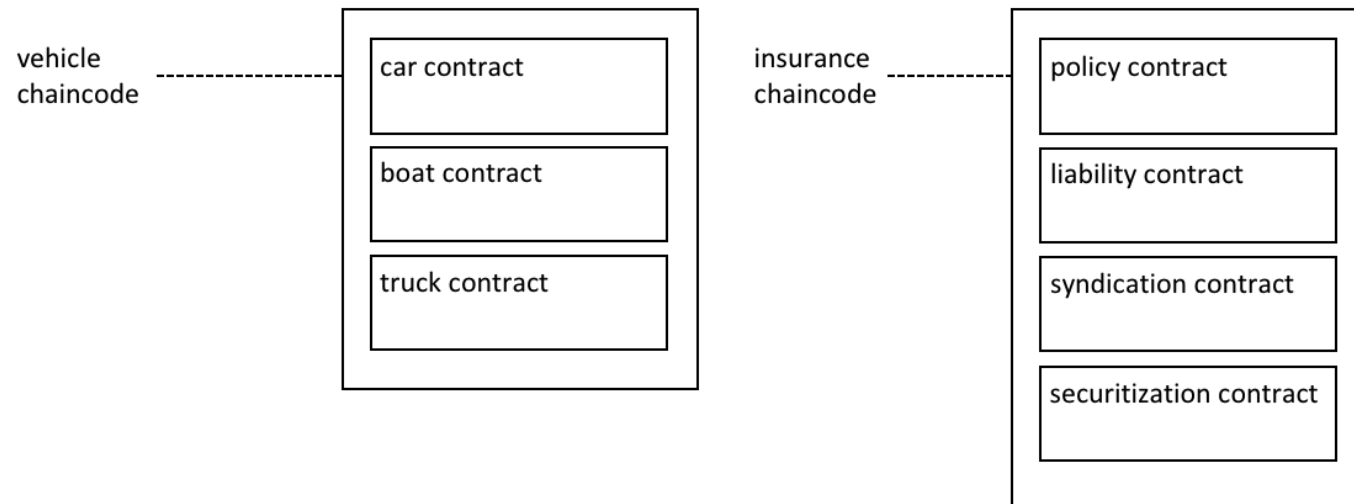 vehicle
chaincode
car contract
boat contract
truck contract
insurance
chaincode
policy contract
liability contract
syndication contract
securitization contract